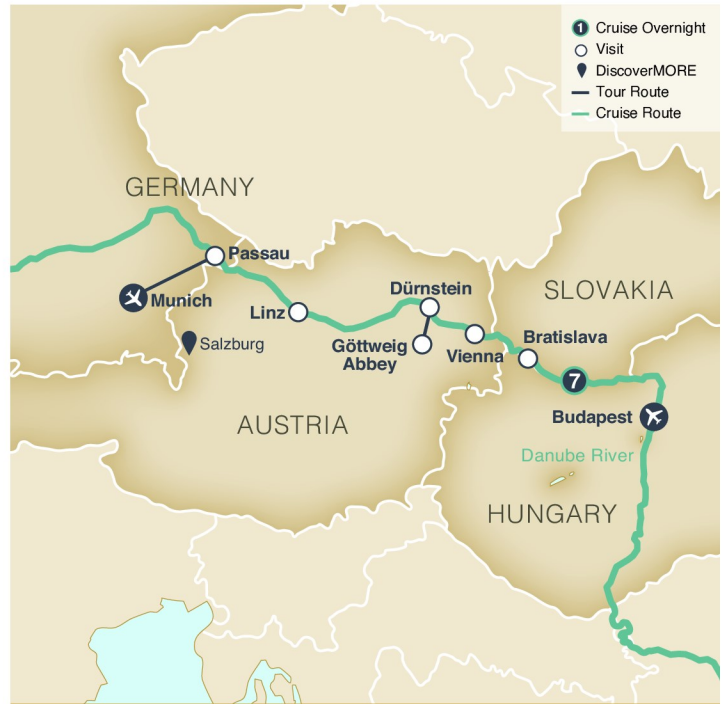 1 Cruise Overnight
Visit
DiscoverMORE
Tour Route
Cruise Route
GERMANY
Passau
Munich
Linz
Dürnstein
SLOVAKIA
Salzburg
Göttweig
Abbey
Vienna
Bratislava
7
AUSTRIA
Budapest
Danube River
HUNGARY